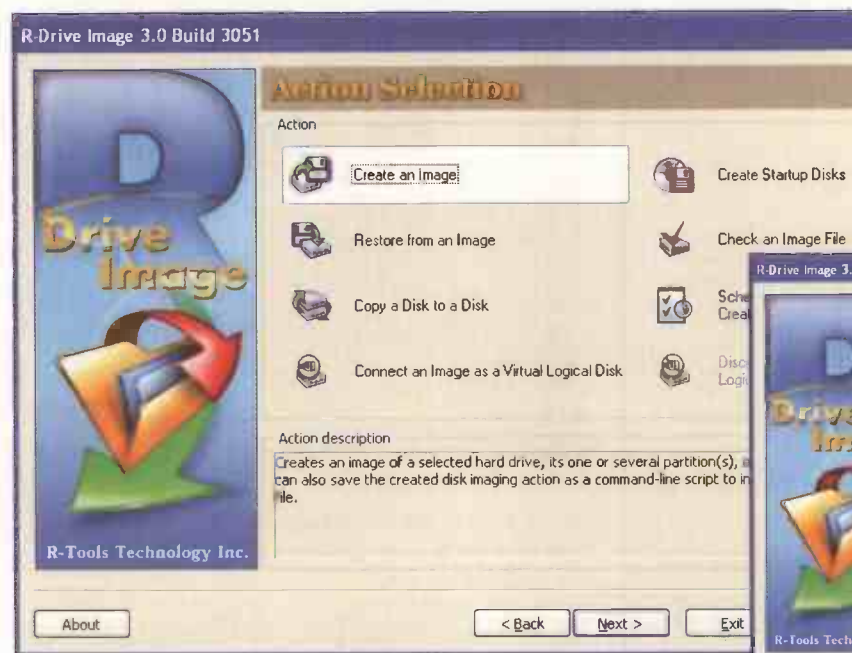 R-Drive Image 3.0 Build 3051
R
Drive
Image
R-Tools Technology Inc.
Action Selection
Action
Create an Image
Create Startup Disks
Restore from an Image
Check an Image File
Copy a Disk to a Disk
Sche
Crea
Connect an Image as a Virtual Logical Disk
Disc
Logi
Action description
Creates an image of a selected hard drive, its one or several partition(s),
can also save the created disk imaging action as a command-line script to in
file.
About
< Back
Next >
Exit
R-Drive Image 3.
Drive
Im
R-Tools Tech